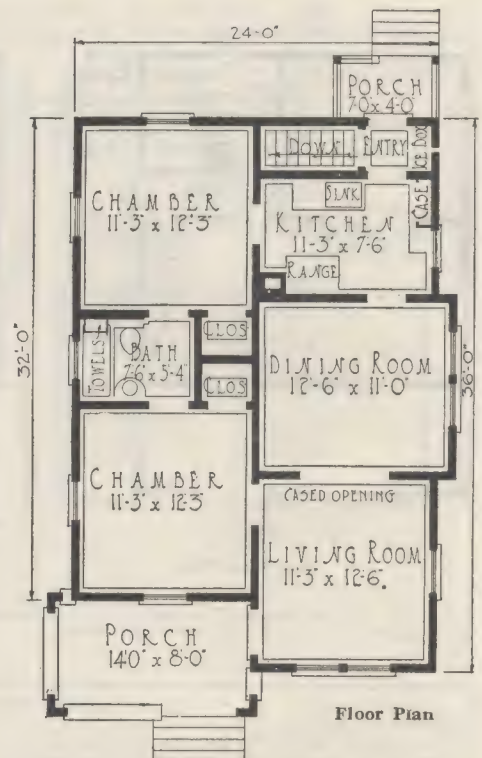 24'-0"
PORCH
7'-0" x 4'-0"
DOWN
ENTRY
ICE BOX
CHAMBER
11'-3" x 12'-3"
SINK
CASE
KITCHEN
11'-3" x 7'-6"
RANGE
32'-0"
36'-0"
TOWELS
BATH
7'-6" x 5'-4"
CLOS
CLOS
DINING ROOM
12'-6" x 11'-0"
CHAMBER
11'-3" x 12'-3"
CASED OPENING
LIVING ROOM
11'-3" x 12'-6"
PORCH
14'0" x 8'-0"
Floor Plan